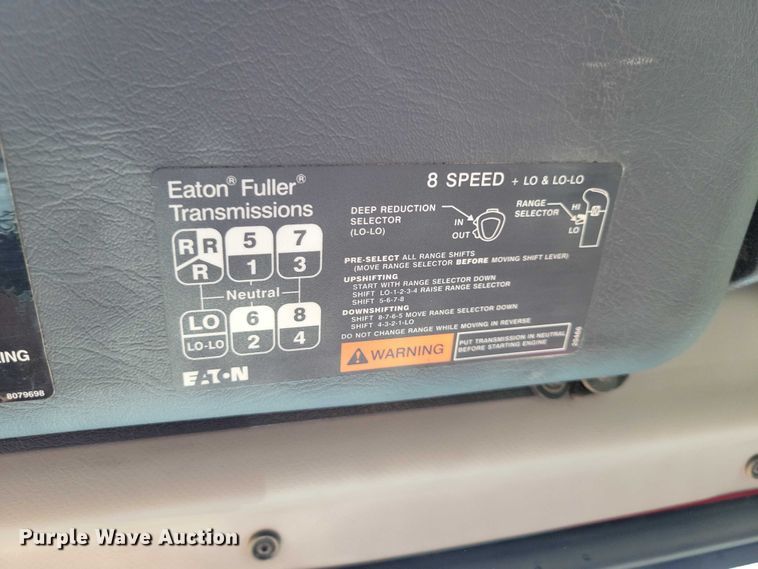 Eaton® Fuller®
Transmissions
8 SPEED + LO & LO-LO
DEEP REDUCTION
SELECTOR
(LO-LO)
IN
OUT
RANGE
SELECTOR
HI
LO
R R
R
5
1
7
3
Neutral
LO
LO-LO
6
2
8
4
PRE-SELECT ALL RANGE SHIFTS
(MOVE RANGE SELECTOR BEFORE MOVING SHIFT LEVER)
UPSHIFTING
START WITH RANGE SELECTOR DOWN
SHIFT LO-1-2-3-4 RAISE RANGE SELECTOR
SHIFT 5-6-7-8
DOWNSHIFTING
SHIFT 8-7-6-5 MOVE RANGE SELECTOR DOWN
SHIFT 4-3-2-1-LO
DO NOT CHANGE RANGE WHILE MOVING IN REVERSE
WARNING
PUT TRANSMISSION IN NEUTRAL
BEFORE STARTING ENGINE
EATON
ING
8079698
Purple Wave Auction